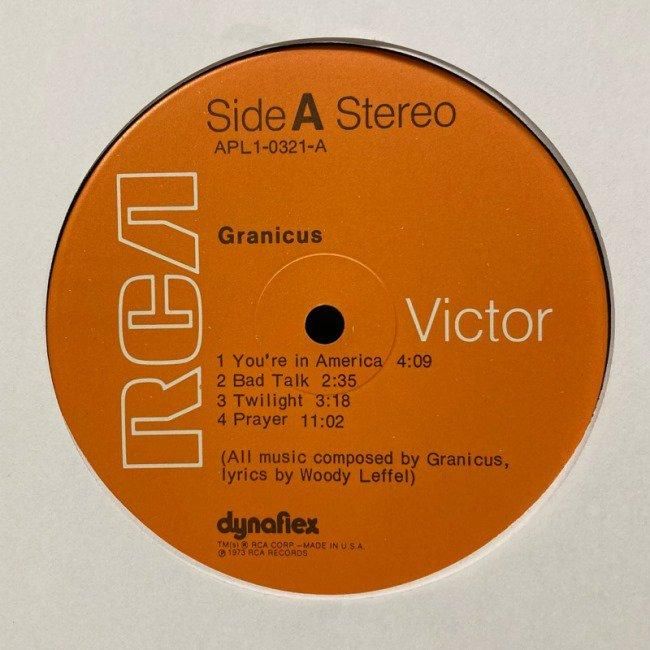 Side A Stereo
APL1-0321-A
RCA
Granicus
Victor
1 You're in America 4:09
2 Bad Talk 2:35
3 Twilight 3:18
4 Prayer 11:02
(All music composed by Granicus,
lyrics by Woody Leffel)
dynaflex
TM(s) ® RCA CORP.—MADE IN U.S.A.
℗ 1973 RCA RECORDS